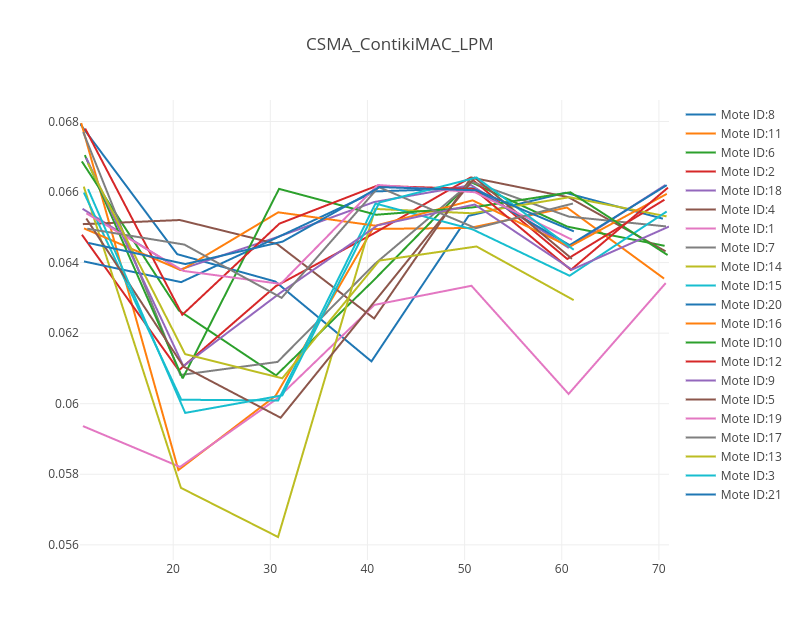 CSMA_ContikiMAC_LPM
0.068
0.066
0.064
0.062
0.06
0.058
0.056
20
30
40
50
60
70
Mote ID:8
Mote ID:11
Mote ID:6
Mote ID:2
Mote ID:18
Mote ID:4
Mote ID:1
Mote ID:7
Mote ID:14
Mote ID:15
Mote ID:20
Mote ID:16
Mote ID:10
Mote ID:12
Mote ID:9
Mote ID:5
Mote ID:19
Mote ID:17
Mote ID:13
Mote ID:3
Mote ID:21